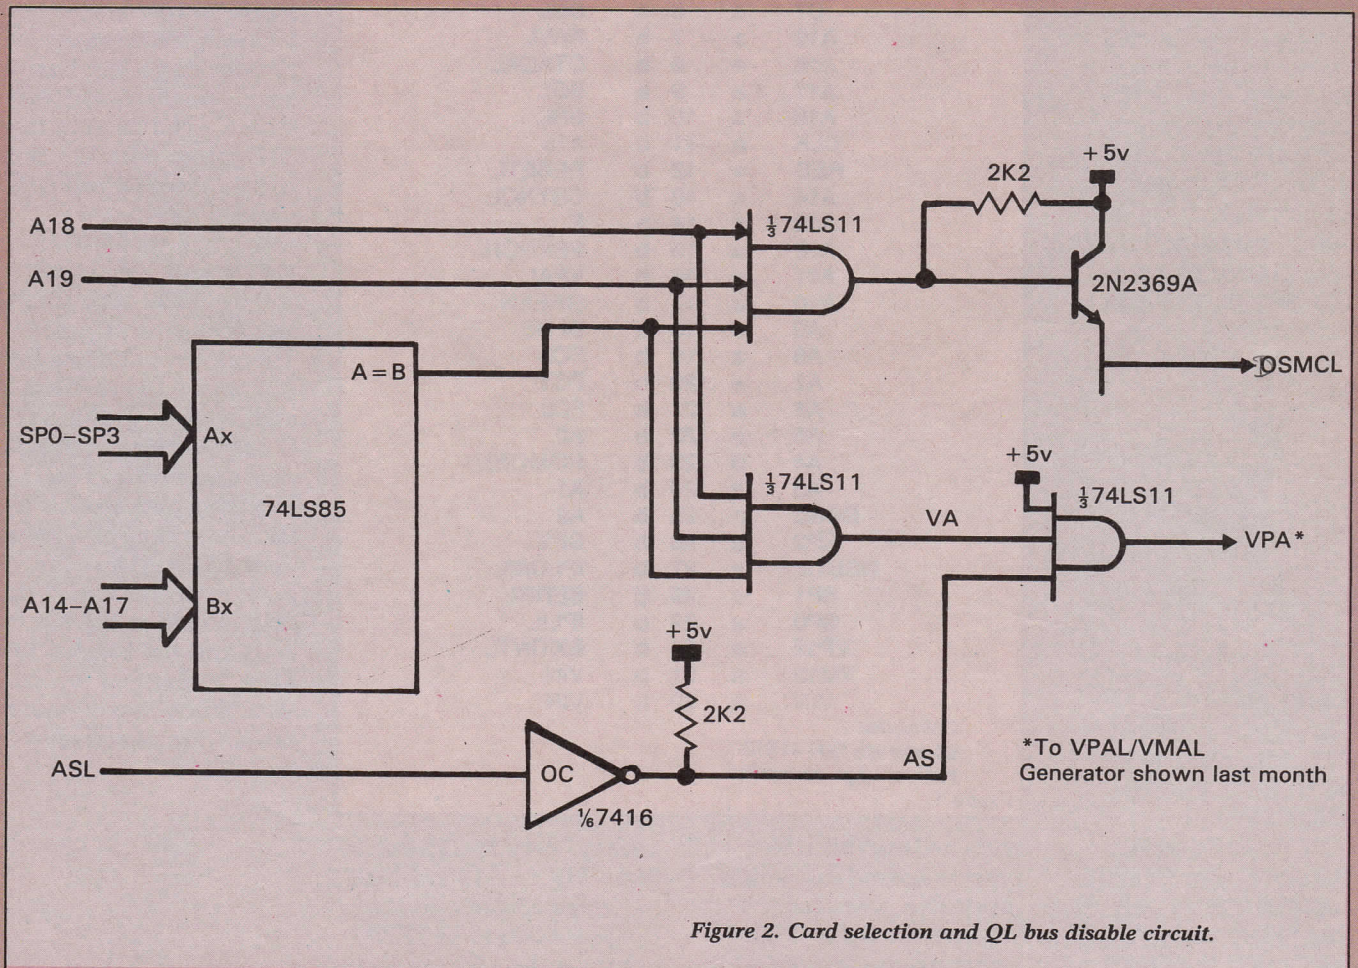 +5v
2K2
A18
⅓74LS11
A19
2N2369A
A=B
DSMCL
SP0–SP3
Ax
+5v
⅓74LS11
⅓74LS11
74LS85
VA
VPA*
A14–A17
Bx
+5v
2K2
*To VPAL/VMAL
Generator shown last month
ASL
OC
AS
⅙7416
Figure 2. Card selection and QL bus disable circuit.